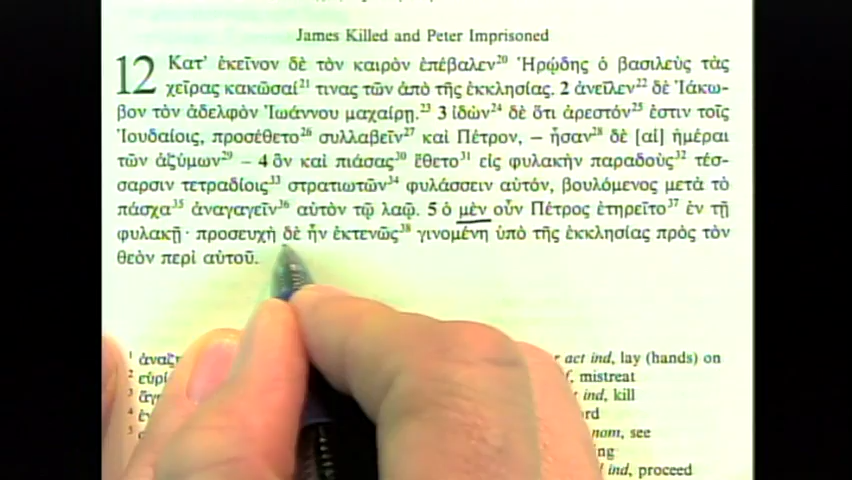 James Killed and Peter Imprisoned
12 Κατ' ἐκεῖνον δὲ τὸν καιρὸν ἐπέβαλεν²⁰ Ἡρῴδης ὁ βασιλεὺς τὰς
χεῖρας κακῶσαί²¹ τινας τῶν ἀπὸ τῆς ἐκκλησίας. 2 ἀνεῖλεν²² δὲ Ἰάκω-
βον τὸν ἀδελφὸν Ἰωάννου μαχαίρῃ.²³ 3 ἰδὼν²⁴ δὲ ὅτι ἀρεστόν²⁵ ἐστιν τοῖς
Ἰουδαίοις, προσέθετο²⁶ συλλαβεῖν²⁷ καὶ Πέτρον, – ἦσαν²⁸ δὲ [αἱ] ἡμέραι
τῶν ἀζύμων²⁹ – 4 ὃν καὶ πιάσας³⁰ ἔθετο³¹ εἰς φυλακὴν παραδοὺς³² τέσ-
σαρσιν τετραδίοις³³ στρατιωτῶν³⁴ φυλάσσειν αὐτόν, βουλόμενος μετὰ τὸ
πάσχα³⁵ ἀναγαγεῖν³⁶ αὐτὸν τῷ λαῷ. 5 ὁ μὲν οὖν Πέτρος ἐτηρεῖτο³⁷ ἐν τῇ
φυλακῇ· προσευχὴ δὲ ἦν ἐκτενῶς³⁸ γινομένη ὑπὸ τῆς ἐκκλησίας πρὸς τὸν
θεὸν περὶ αὐτοῦ.
¹ act ind, lay (hands) on
² mistreat
³ ind, kill
⁴
⁵ nom, see
ind, proceed